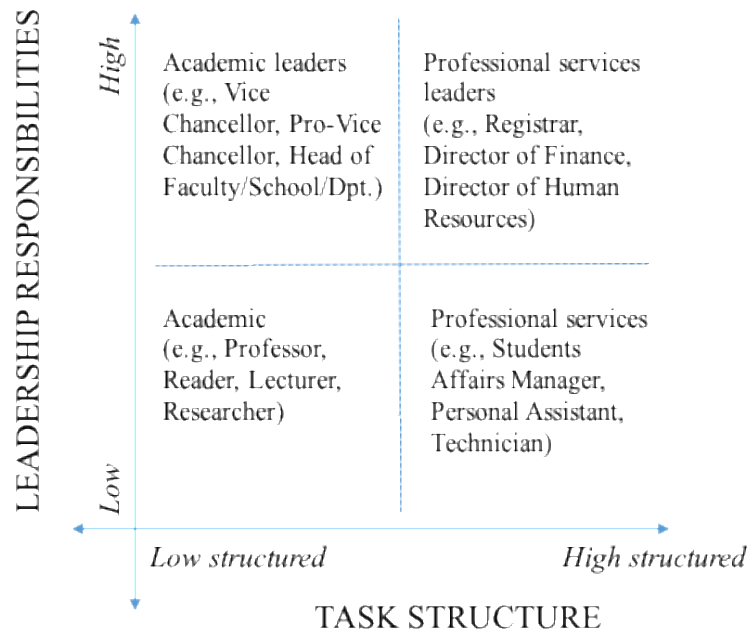 LEADERSHIP RESPONSIBILITIES
High
Academic leaders
(e.g., Vice
Chancellor, Pro-Vice
Chancellor, Head of
Faculty/School/Dpt.)
Professional services
leaders
(e.g., Registrar,
Director of Finance,
Director of Human
Resources)
Academic
(e.g., Professor,
Reader, Lecturer,
Researcher)
Professional services
(e.g., Students
Affairs Manager,
Personal Assistant,
Technician)
Low
Low structured
High structured
TASK STRUCTURE